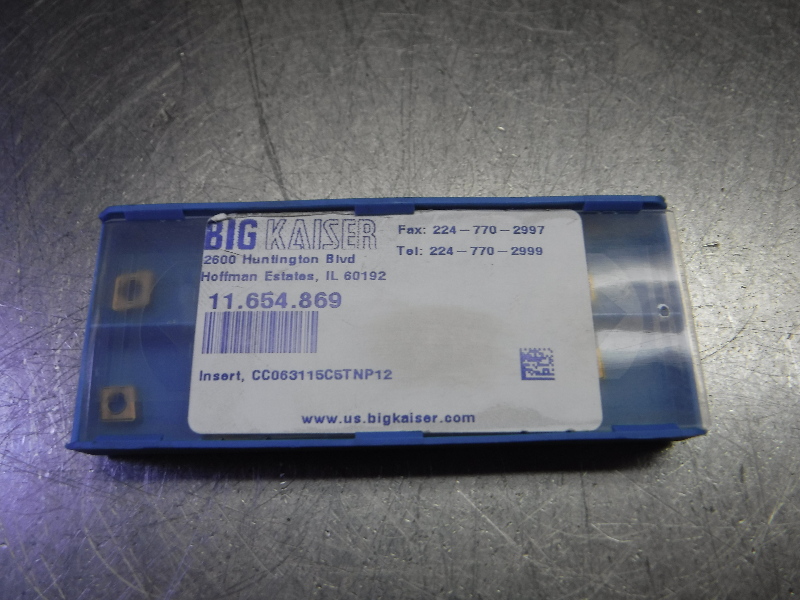 BIG KAISER
2600 Huntington Blvd
Hoffman Estates, IL 60192
Fax: 224-770-2997
Tel: 224-770-2999
11.654.869
Insert, CC063115C5TNP12
www.us.bigkaiser.com